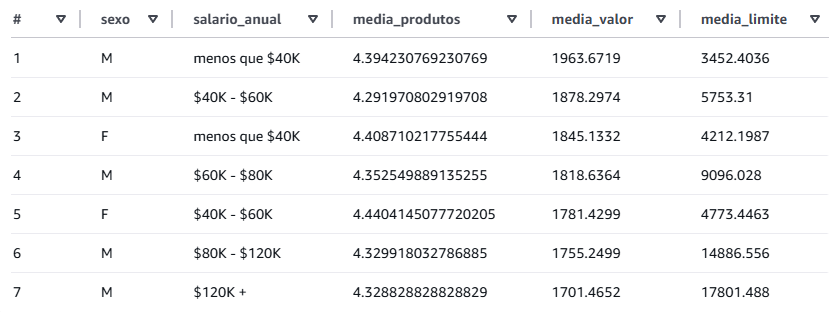 # sexo salario_anual media_produtos media_valor media_limite
1 M menos que $40K 4.394230769230769 1963.6719 3452.4036
2 M $40K - $60K 4.291970802919708 1878.2974 5753.31
3 F menos que $40K 4.408710217755444 1845.1332 4212.1987
4 M $60K - $80K 4.352549889135255 1818.6364 9096.028
5 F $40K - $60K 4.4404145077720205 1781.4299 4773.4463
6 M $80K - $120K 4.329918032786885 1755.2499 14886.556
7 M $120K + 4.328828828828829 1701.4652 17801.488